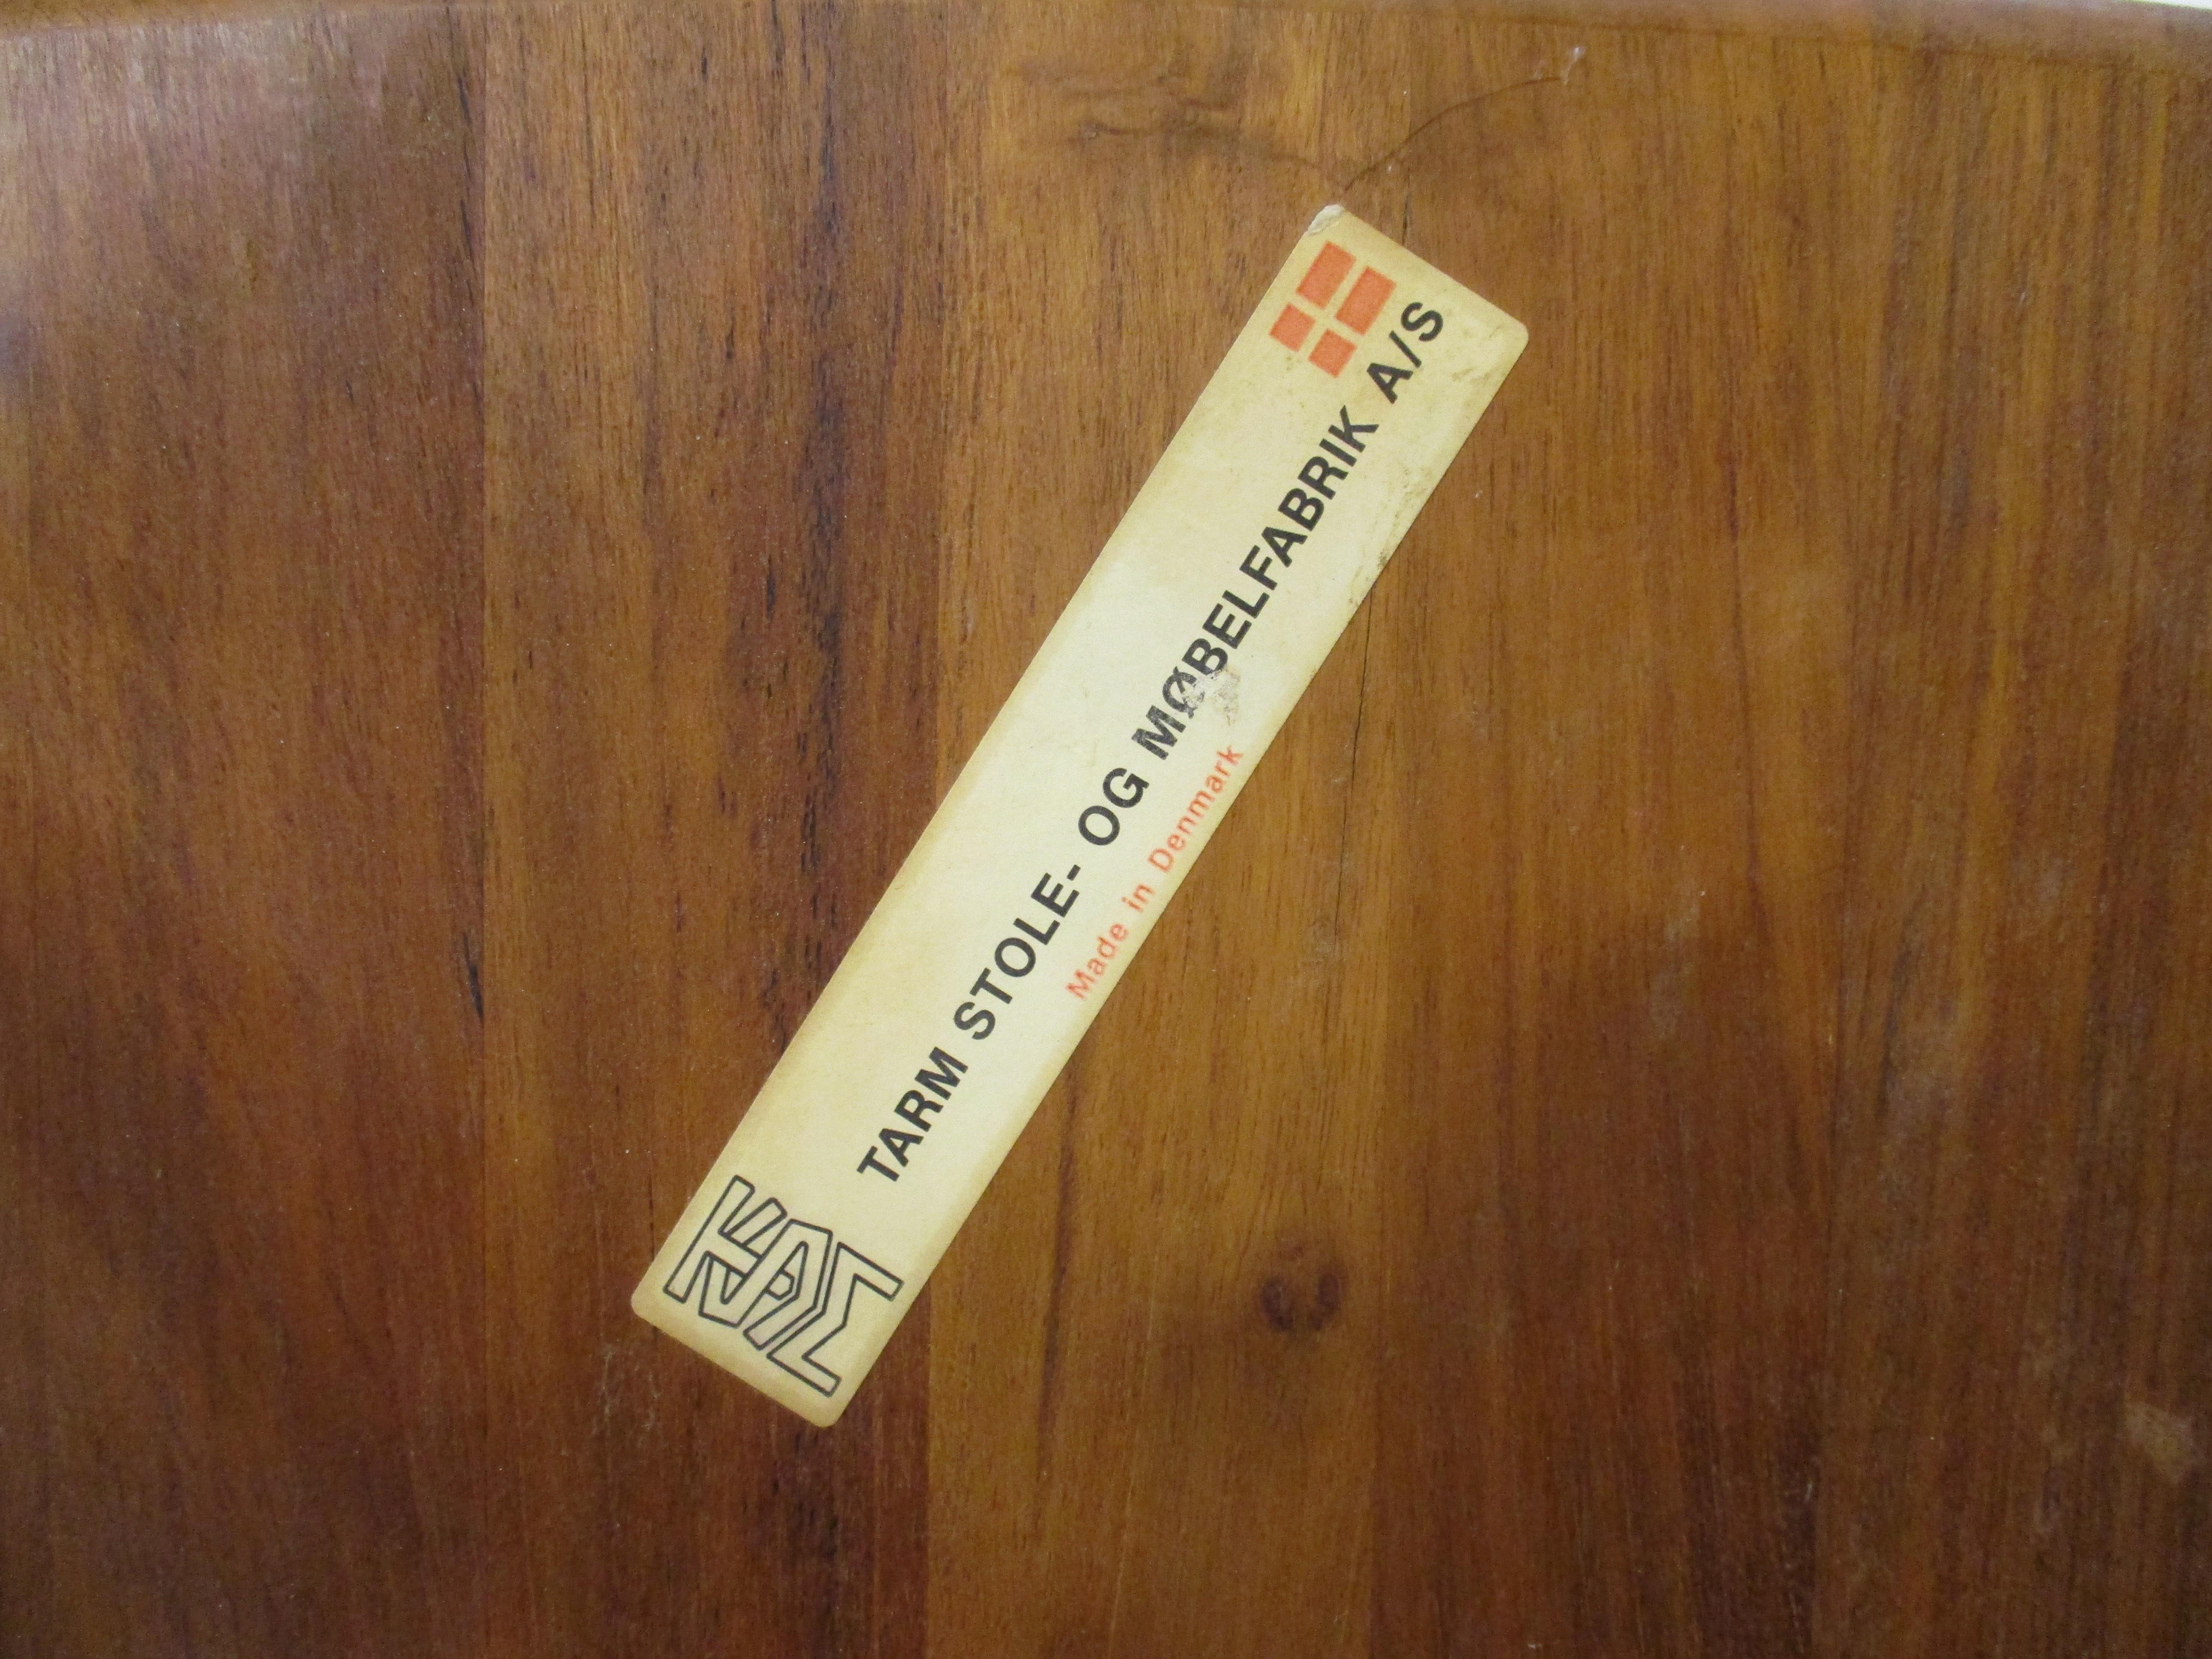 TARM STOLE- OG MØBELFABRIK A/S
Made in Denmark